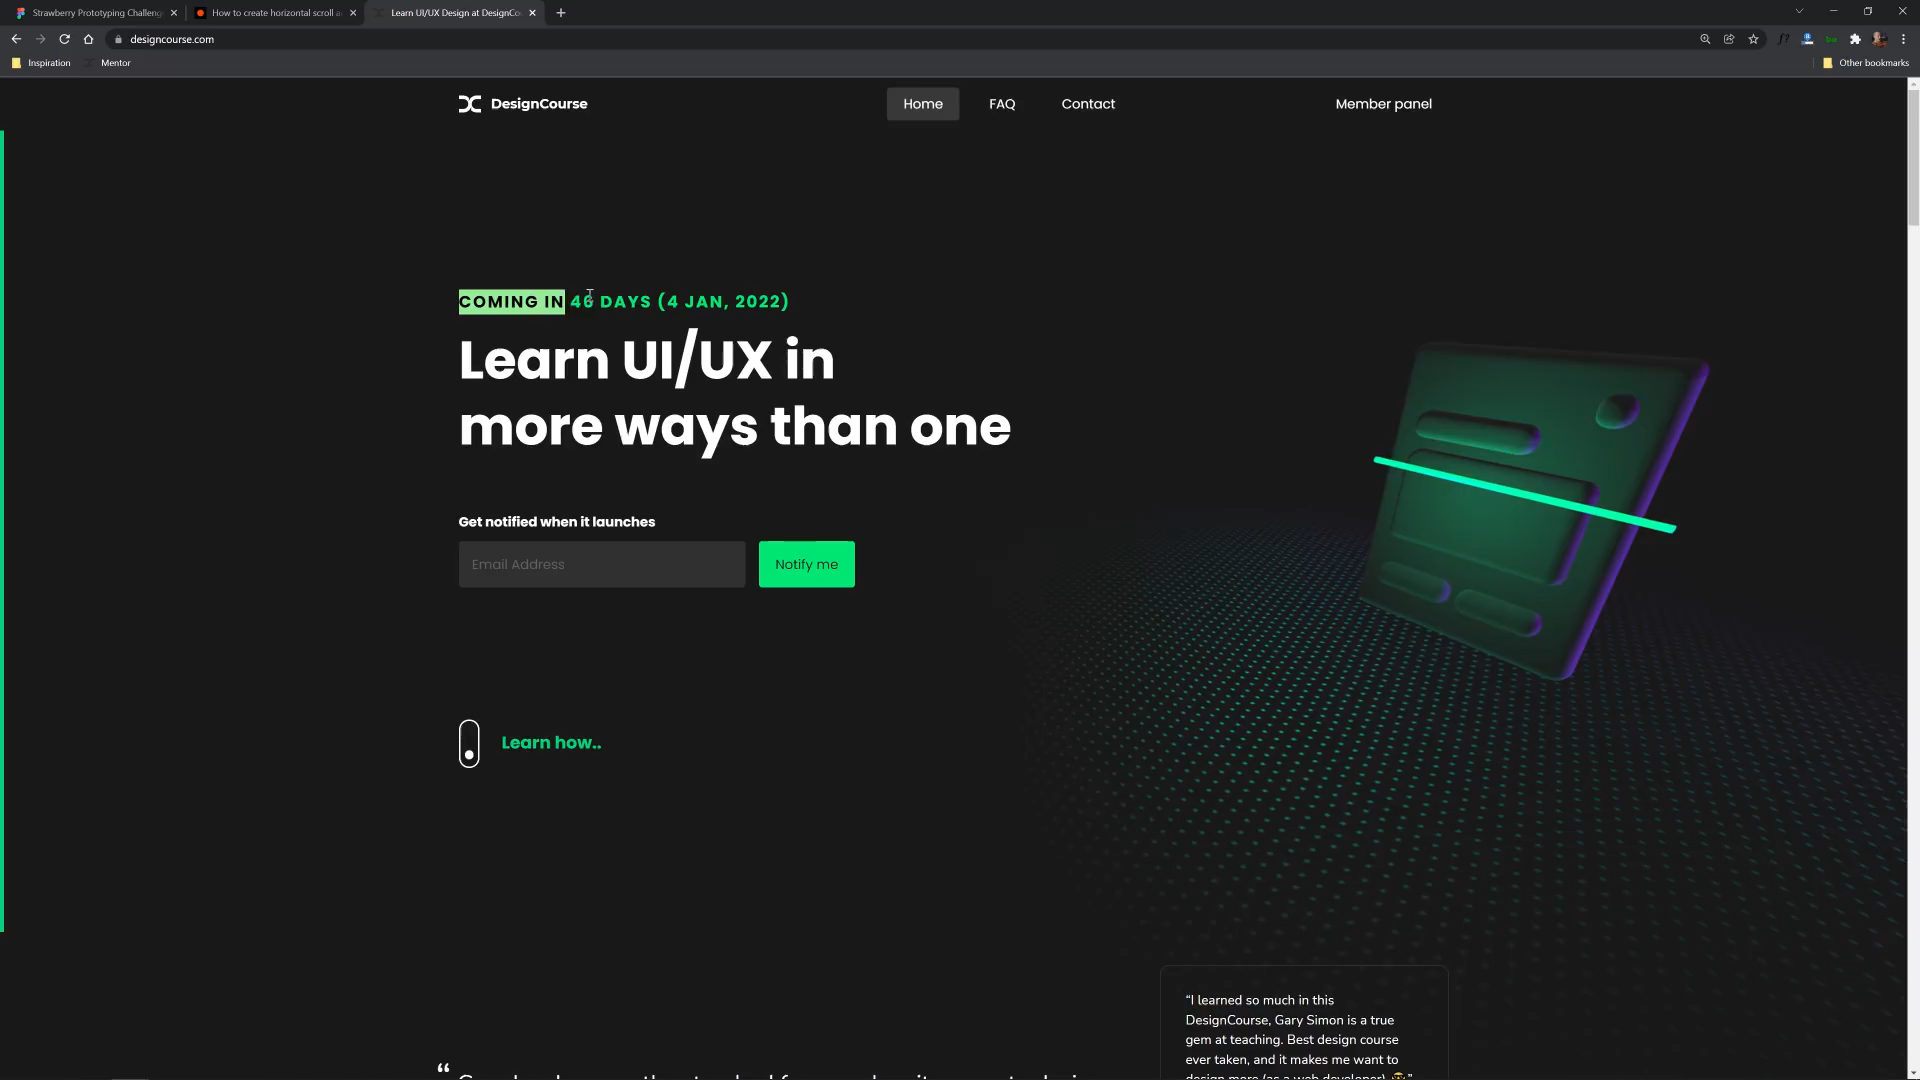 Strawberry Prototyping Challeng
How to create horizontal scroll a
Learn UI/UX Design at DesignCo
designcourse.com
Inspiration
Mentor
Other bookmarks
DesignCourse
Home
FAQ
Contact
Member panel
COMING IN 46 DAYS (4 JAN, 2022)
Learn UI/UX in
more ways than one
Get notified when it launches
Email Address
Notify me
Learn how..
“I learned so much in this
DesignCourse, Gary Simon is a true
gem at teaching. Best design course
ever taken, and it makes me want to
design more (as a web developer) 😎”
“